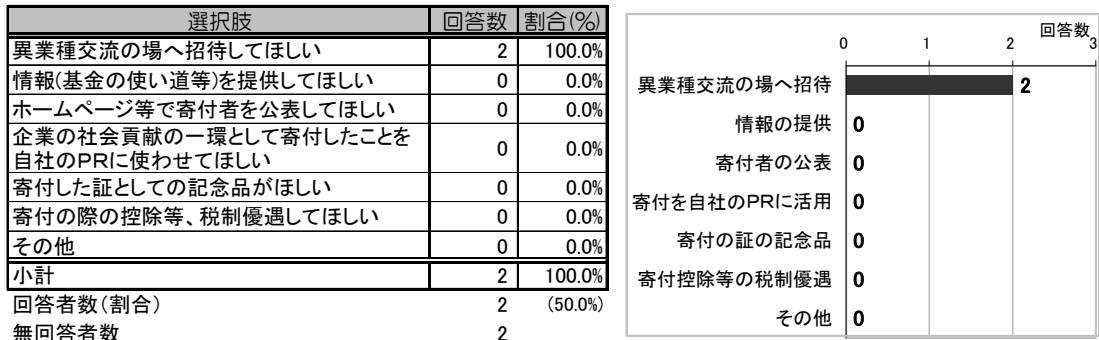 選択肢 回答数 割合(%)
異業種交流の場へ招待してほしい 2 100.0%
情報(基金の使い道等)を提供してほしい 0 0.0%
ホームページ等で寄付者を公表してほしい 0 0.0%
企業の社会貢献の一環として寄付したことを
自社のPRに使わせてほしい 0 0.0%
寄付した証としての記念品がほしい 0 0.0%
寄付の際の控除等、税制優遇してほしい 0 0.0%
その他 0 0.0%
小計 2 100.0%
回答者数(割合) 2 (50.0%)
無回答者数 2
回答数
0 1 2 3
異業種交流の場へ招待 2
情報の提供 0
寄付者の公表 0
寄付を自社のPRに活用 0
寄付の証の記念品 0
寄付控除等の税制優遇 0
その他 0